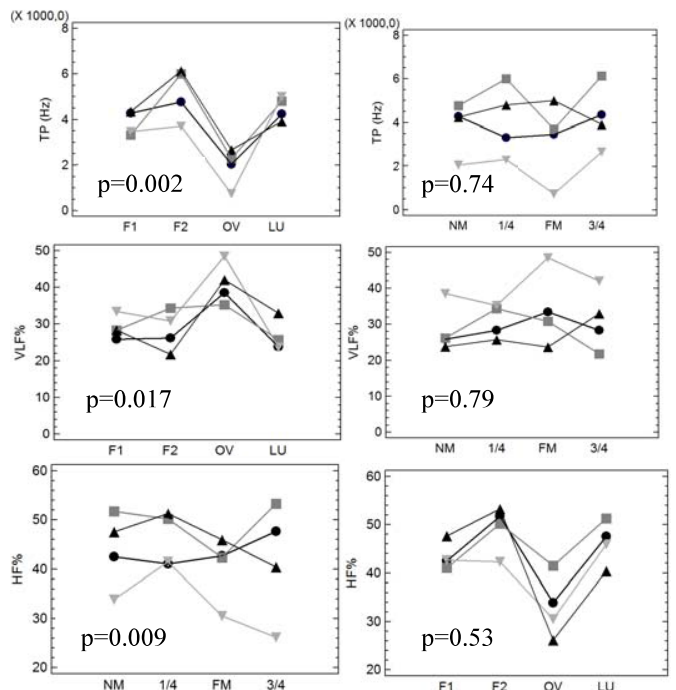 (X 1000,0)
8
6
4
2
0
TP (Hz)
p=0.002
F1 F2 OV LU
(X 1000,0)
8
6
4
2
0
TP (Hz)
p=0.74
NM 1/4 FM 3/4
50
40
30
20
10
0
VLF%
p=0.017
F1 F2 OV LU
50
40
30
20
10
0
VLF%
p=0.79
NM 1/4 FM 3/4
60
50
40
30
20
HF%
p=0.009
NM 1/4 FM 3/4
60
50
40
30
20
HF%
p=0.53
F1 F2 OV LU